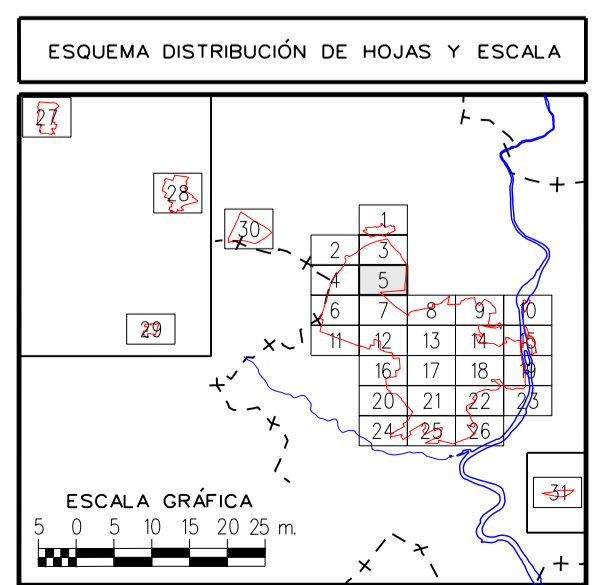 ESQUEMA DISTRIBUCIÓN DE HOJAS Y ESCALA
27
28
30
29
1
2 3
4 5
6 7 8 9 10
11 12 13 14 15
16 17 18 19
20 21 22 23
24 25 26
31
ESCALA GRÁFICA
5 0 5 10 15 20 25 m.